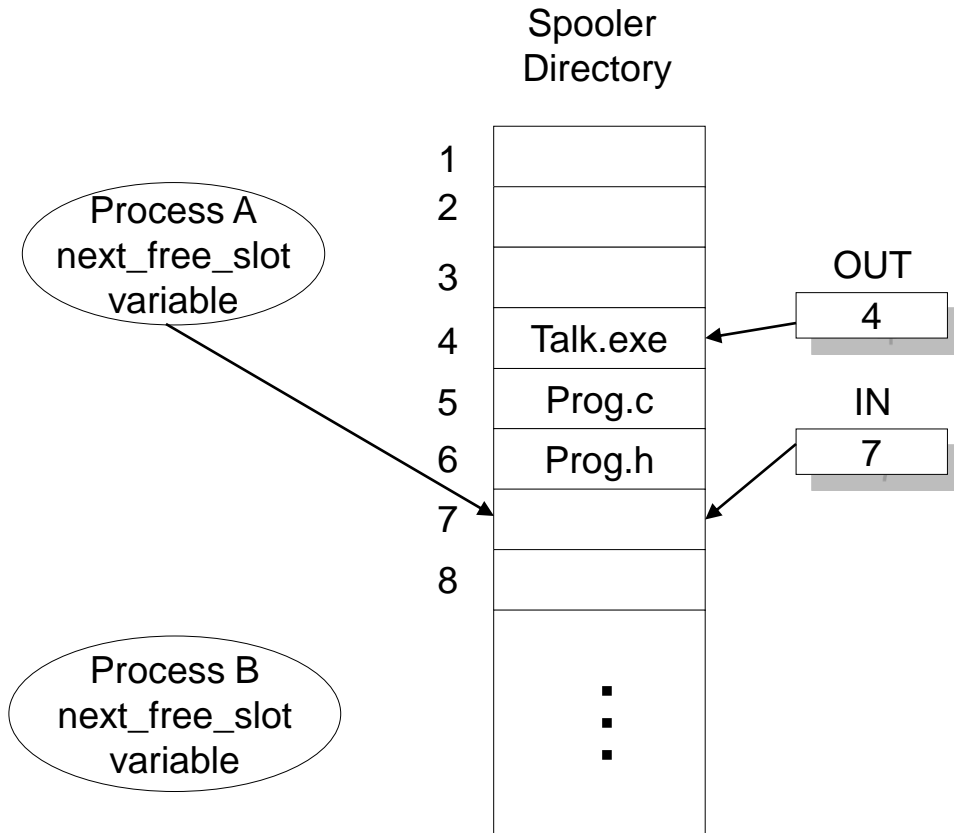 Spooler
Directory
1
2
3
4
5
6
7
8
Talk.exe
Prog.c
Prog.h
Process A
next_free_slot
variable
Process B
next_free_slot
variable
OUT
4
IN
7